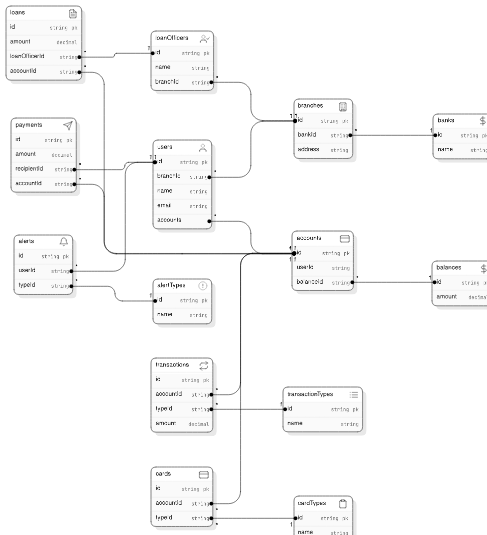 loans
id string pk
amount decimal
loanOfficerId string
accountId string
loanOfficers
id string pk
name string
branchId string
branches
id string pk
bankId string
address string
banks
id string pk
name string
payments
id string pk
amount decimal
recipientId string
accountId string
users
id string pk
branchId string
name string
email string
accounts
alerts
id string pk
userId string
typeId string
alertTypes
id string pk
name string
accounts
id string pk
userId string
balanceId string
balances
id string pk
amount decimal
transactions
id string pk
accountId string
typeId string
amount decimal
transactionTypes
id string pk
name string
cards
id string pk
accountId string
typeId string
cardTypes
id string pk
name string